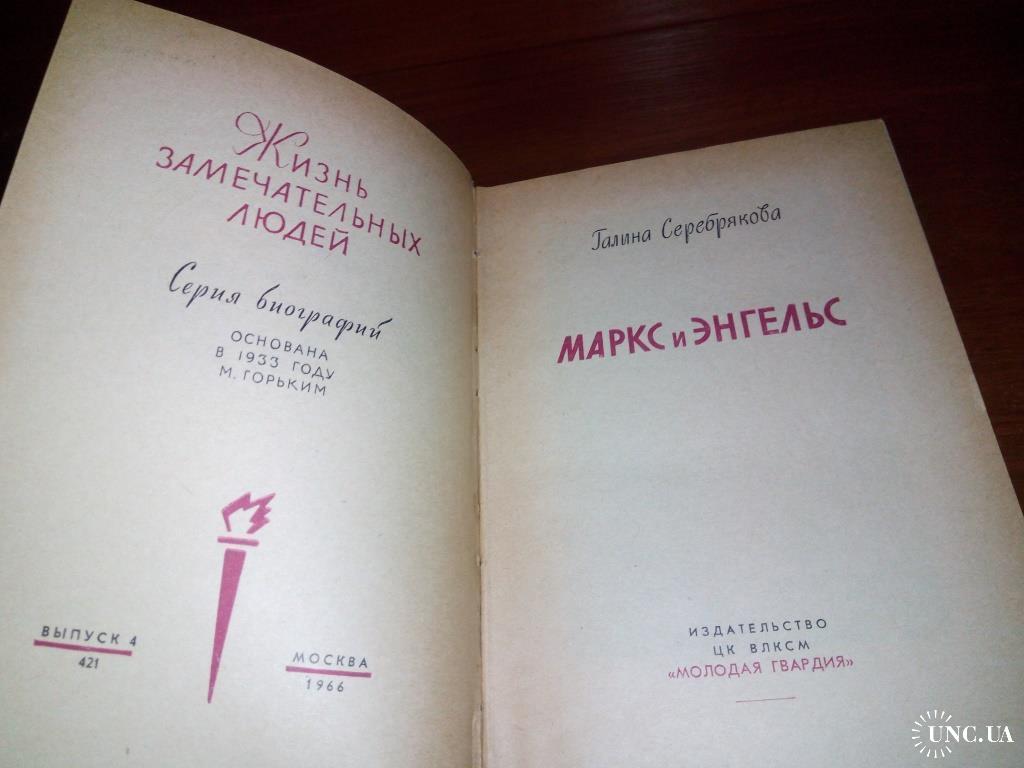 Жизнь
ЗАМЕЧАТЕЛЬНЫХ
ЛЮДЕЙ
Серия биографий
ОСНОВАНА
В 1933 ГОДУ
М. ГОРЬКИМ
ВЫПУСК 4
421
МОСКВА
1966
Галина Серебрякова
МАРКС и ЭНГЕЛЬС
ИЗДАТЕЛЬСТВО
ЦК ВЛКСМ
«МОЛОДАЯ ГВАРДИЯ»
UNC.UA